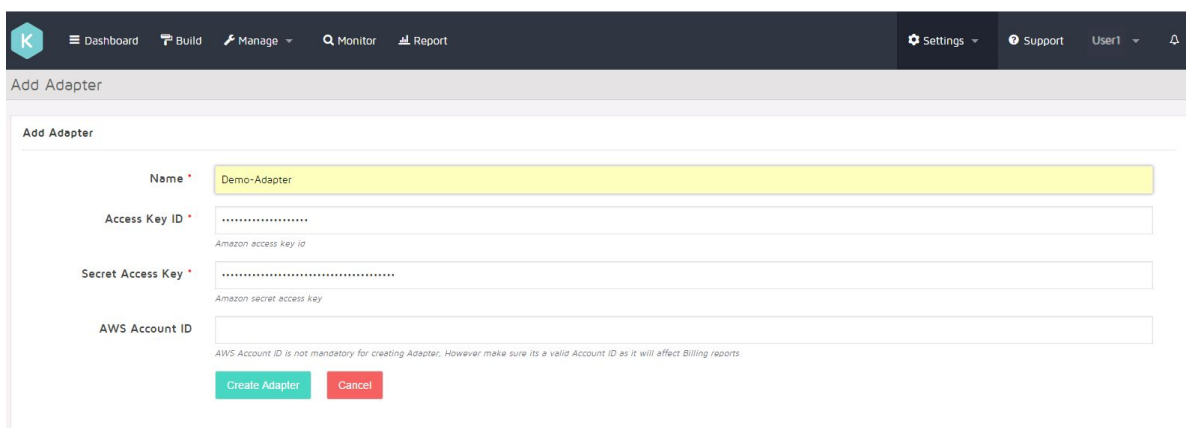 K Dashboard Build Manage Monitor Report Settings Support User1
Add Adapter
Add Adapter
Name * Demo-Adapter
Access Key ID * ••••••••••••••••••••
Amazon access key id
Secret Access Key * ••••••••••••••••••••••••••••••••••••••••
Amazon secret access key
AWS Account ID
AWS Account ID is not mandatory for creating Adapter, However make sure its a valid Account ID as it will affect Billing reports
Create Adapter Cancel